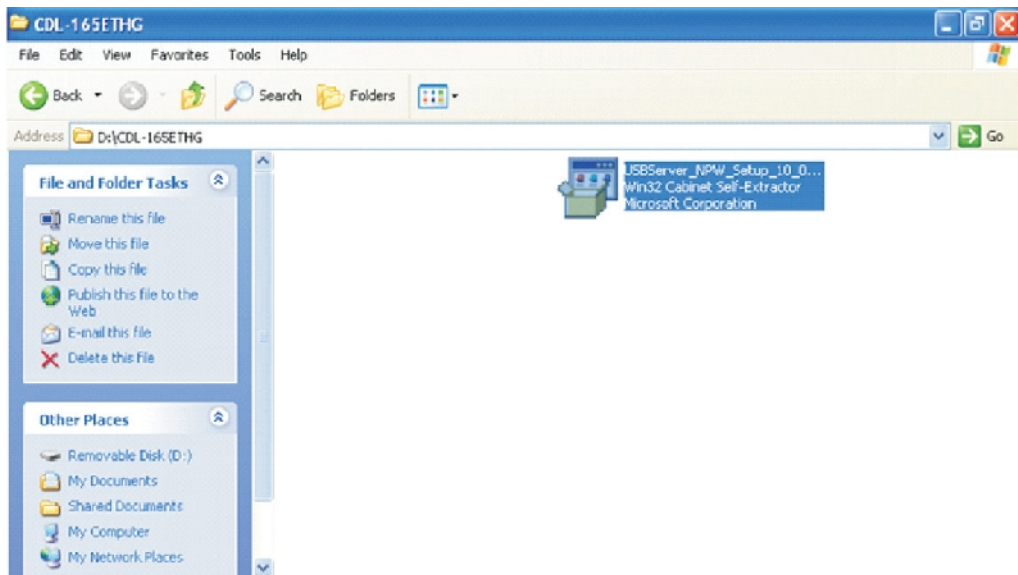 CDL-165ETHG
File Edit View Favorites Tools Help
Back Search Folders
Address D:\CDL-165ETHG Go
File and Folder Tasks
Rename this file
Move this file
Copy this file
Publish this file to the
Web
E-mail this file
Delete this file
Other Places
Removable Disk (D:)
My Documents
Shared Documents
My Computer
My Network Places
USBServer_NPW_Setup_10_0...
Win32 Cabinet Self-Extractor
Microsoft Corporation